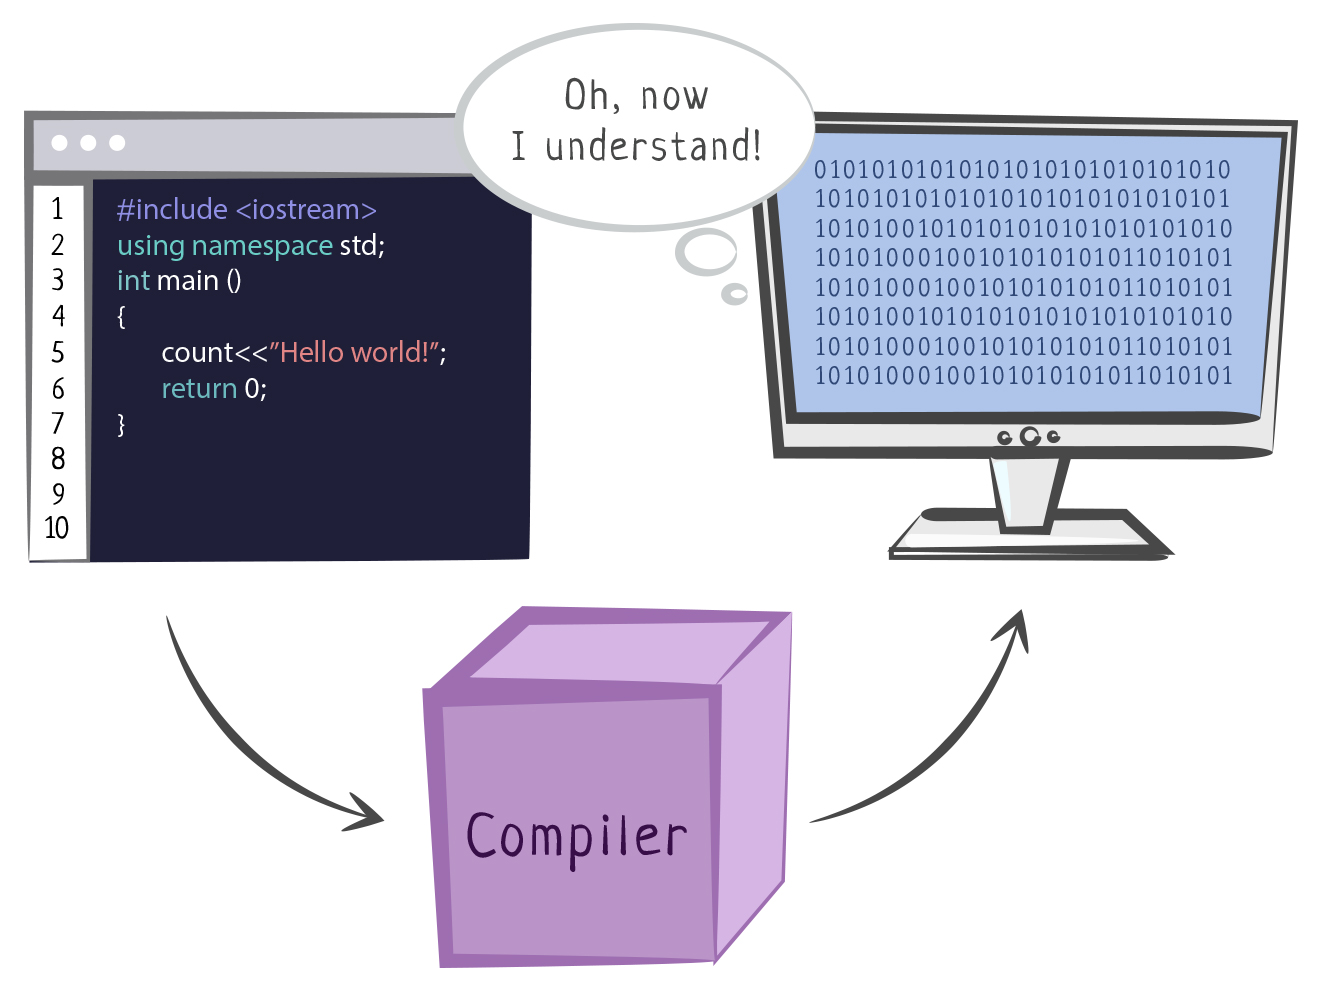 Oh, now
I understand!
1 #include <iostream>
2 using namespace std;
3 int main ()
4 {
5 count<<”Hello world!”;
6 return 0;
7 }
8
9
10
01010101010101010101010101010
10101010101010101010101010101
10101001010101010101010101010
10101000100101010101011010101
10101000100101010101011010101
10101001010101010101010101010
10101000100101010101011010101
10101000100101010101011010101
Compiler